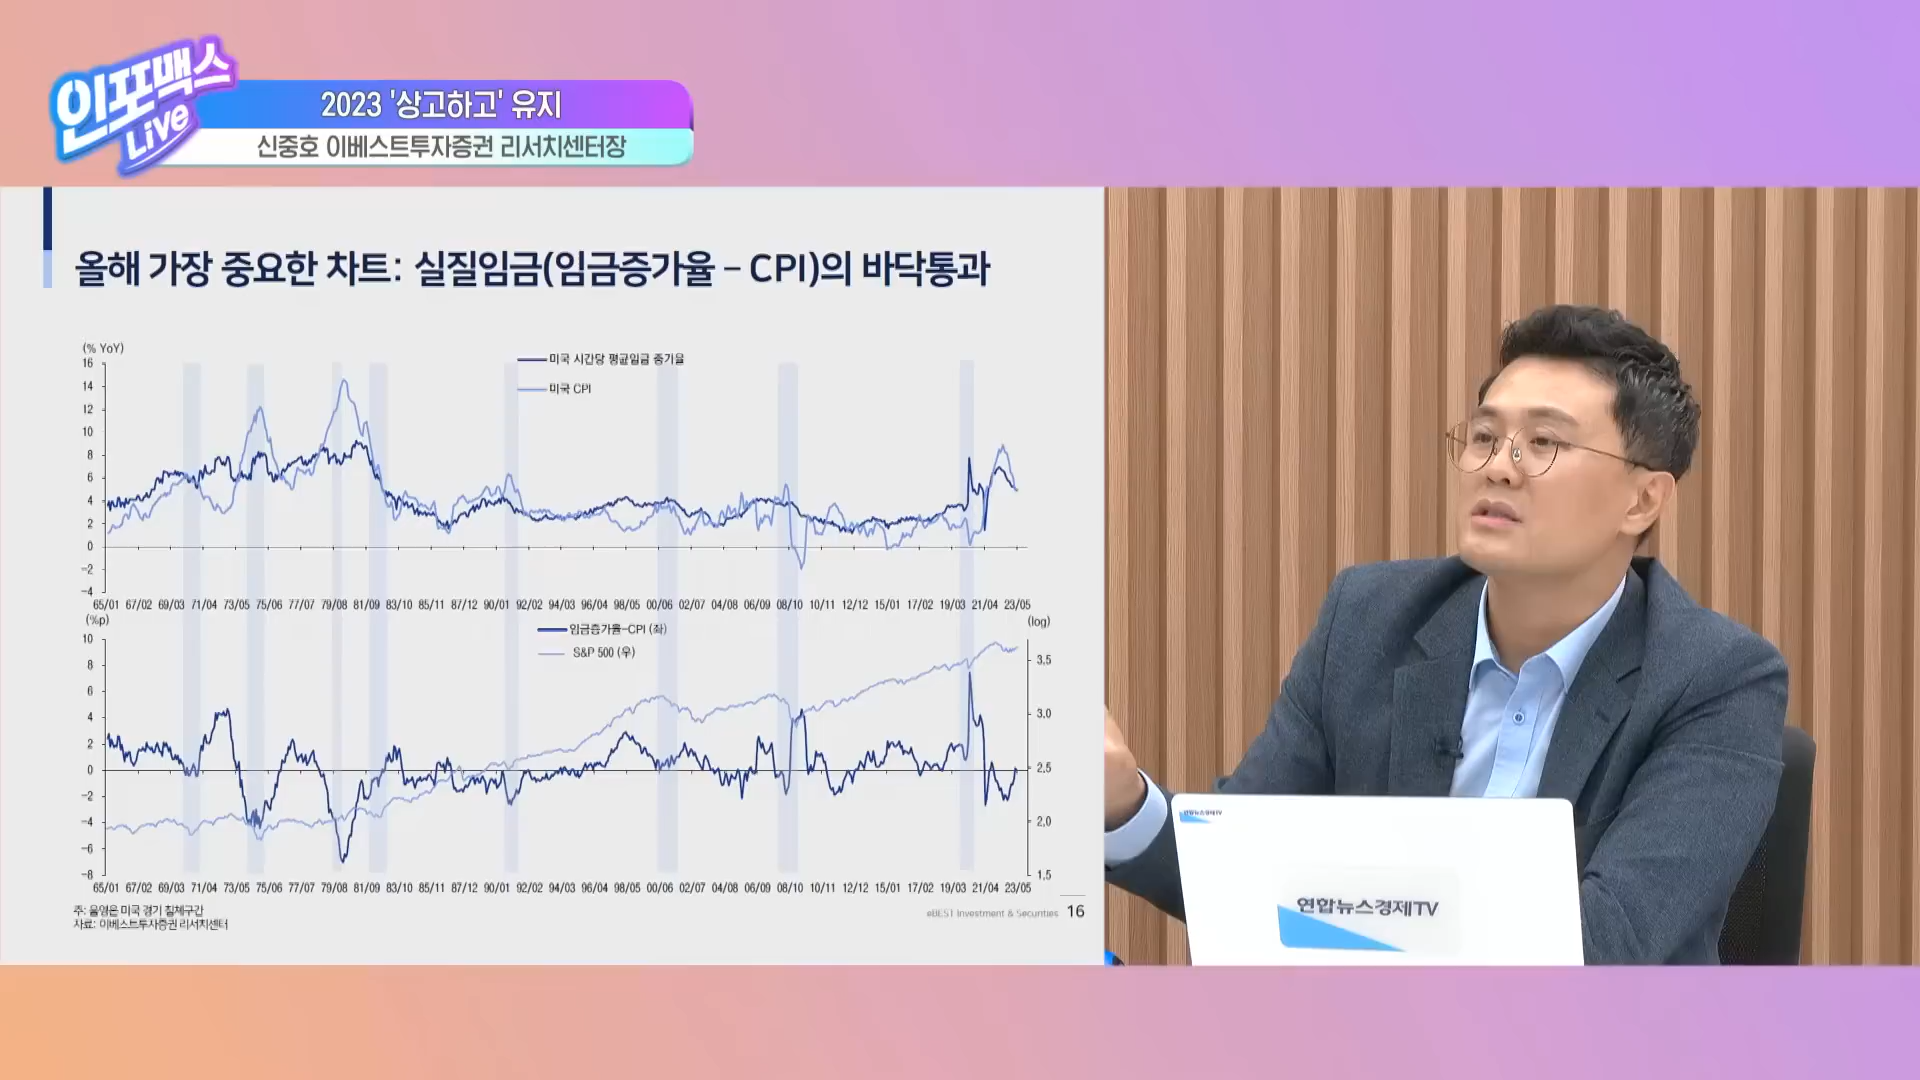 인포맥스
Live
2023 '상고하고' 유지
신중호 이베스트투자증권 리서치센터장
올해 가장 중요한 차트: 실질임금(임금증가율 – CPI)의 바닥통과
(% YoY)
미국 시간당 평균임금 증가율
미국 CPI
16
14
12
10
8
6
4
2
0
-2
-4
65/01 67/02 69/03 71/04 73/05 75/06 77/07 79/08 81/09 83/10 85/11 87/12 90/01 92/02 94/03 96/04 98/05 00/06 02/07 04/08 06/09 08/10 10/11 12/12 15/01 17/02 19/03 21/04 23/05
(%p)
(log)
임금증가율-CPI (좌)
S&P 500 (우)
10
8
6
4
2
0
-2
-4
-6
-8
3.5
3.0
2.5
2.0
1.5
65/01 67/02 69/03 71/04 73/05 75/06 77/07 79/08 81/09 83/10 85/11 87/12 90/01 92/02 94/03 96/04 98/05 00/06 02/07 04/08 06/09 08/10 10/11 12/12 15/01 17/02 19/03 21/04 23/05
주: 음영은 미국 경기 침체구간
자료: 이베스트투자증권 리서치센터
eBEST Investment & Securities 16
연합뉴스경제TV
연합뉴스경제TV